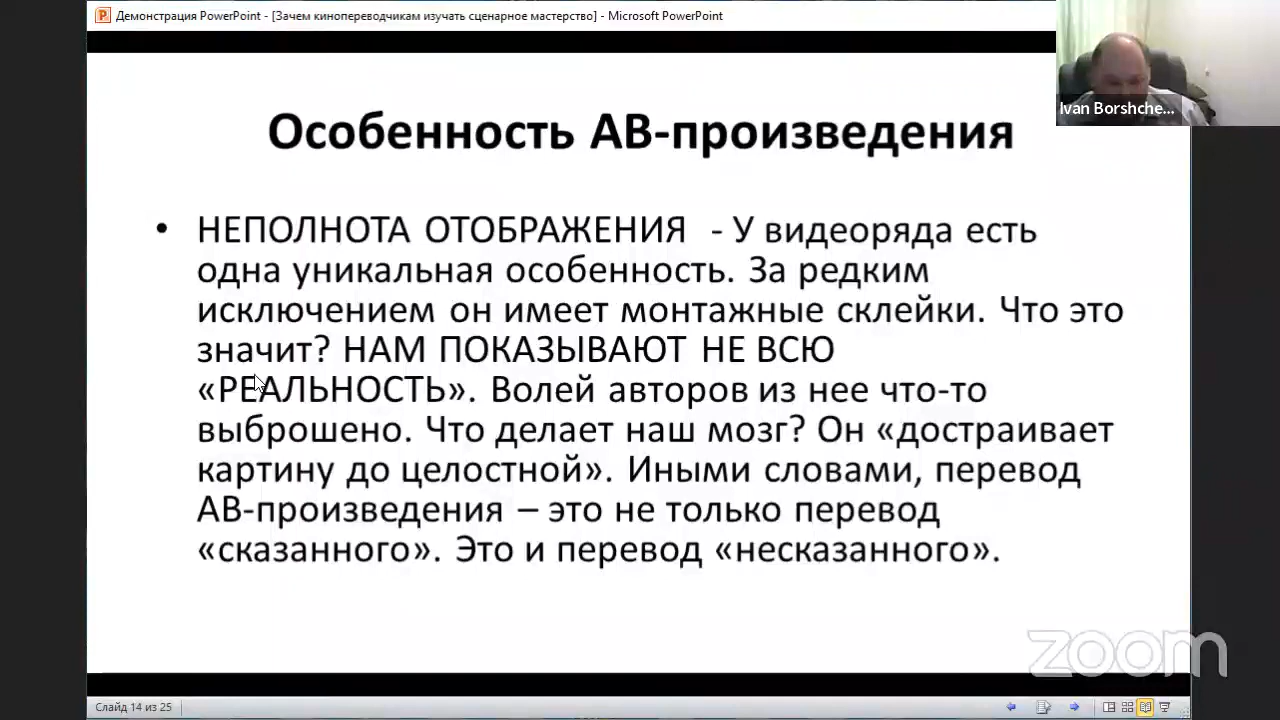 Демонстрация PowerPoint - [Зачем кинопереводчикам изучать сценарное мастерство] - Microsoft PowerPoint
Ivan Borshche...
Особенность АВ-произведения
• НЕПОЛНОТА ОТОБРАЖЕНИЯ - У видеоряда есть
одна уникальная особенность. За редким
исключением он имеет монтажные склейки. Что это
значит? НАМ ПОКАЗЫВАЮТ НЕ ВСЮ
«РЕАЛЬНОСТЬ». Волей авторов из нее что-то
выброшено. Что делает наш мозг? Он «достраивает
картину до целостной». Иными словами, перевод
АВ-произведения – это не только перевод
«сказанного». Это и перевод «несказанного».
zoom
Слайд 14 из 25